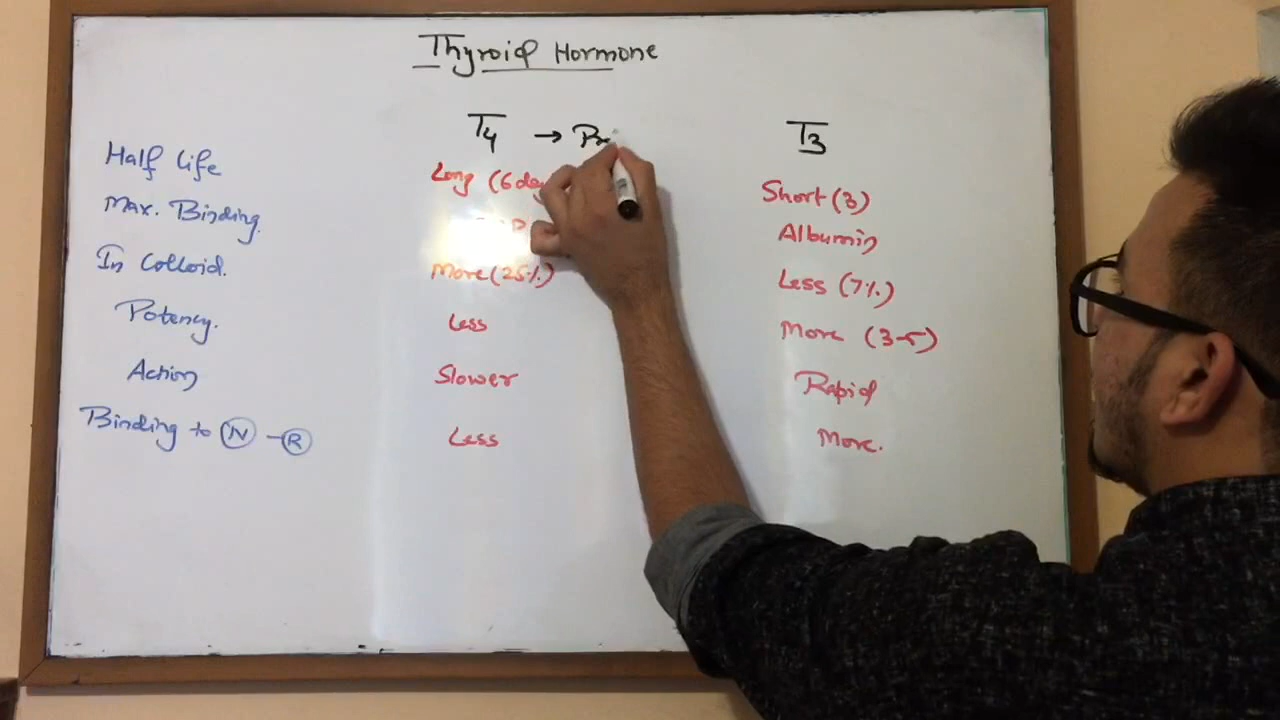 Thyroid Hormone
T4 → T3
Half life Long (6 Short (3)
Max. Binding. Albumin
In Colloid. More (25%) Less (7%)
Potency. Less More (3-5)
Action Slower Rapid
Binding to N - R Less More.